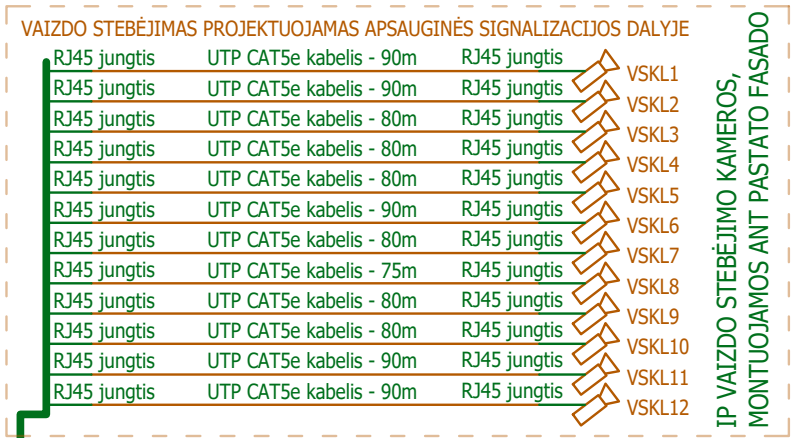 VAIZDO STEBĖJIMAS PROJEKTUOJAMAS APSAUGINĖS SIGNALIZACIJOS DALYJE
RJ45 jungtis UTP CAT5e kabelis - 90m RJ45 jungtis VSKL1
RJ45 jungtis UTP CAT5e kabelis - 90m RJ45 jungtis VSKL2
RJ45 jungtis UTP CAT5e kabelis - 80m RJ45 jungtis VSKL3
RJ45 jungtis UTP CAT5e kabelis - 80m RJ45 jungtis VSKL4
RJ45 jungtis UTP CAT5e kabelis - 80m RJ45 jungtis VSKL5
RJ45 jungtis UTP CAT5e kabelis - 90m RJ45 jungtis VSKL6
RJ45 jungtis UTP CAT5e kabelis - 80m RJ45 jungtis VSKL7
RJ45 jungtis UTP CAT5e kabelis - 75m RJ45 jungtis VSKL8
RJ45 jungtis UTP CAT5e kabelis - 80m RJ45 jungtis VSKL9
RJ45 jungtis UTP CAT5e kabelis - 80m RJ45 jungtis VSKL10
RJ45 jungtis UTP CAT5e kabelis - 90m RJ45 jungtis VSKL11
RJ45 jungtis UTP CAT5e kabelis - 90m RJ45 jungtis VSKL12
IP VAIZDO STEBĖJIMO KAMEROS,
MONTUOJAMOS ANT PASTATO FASADO